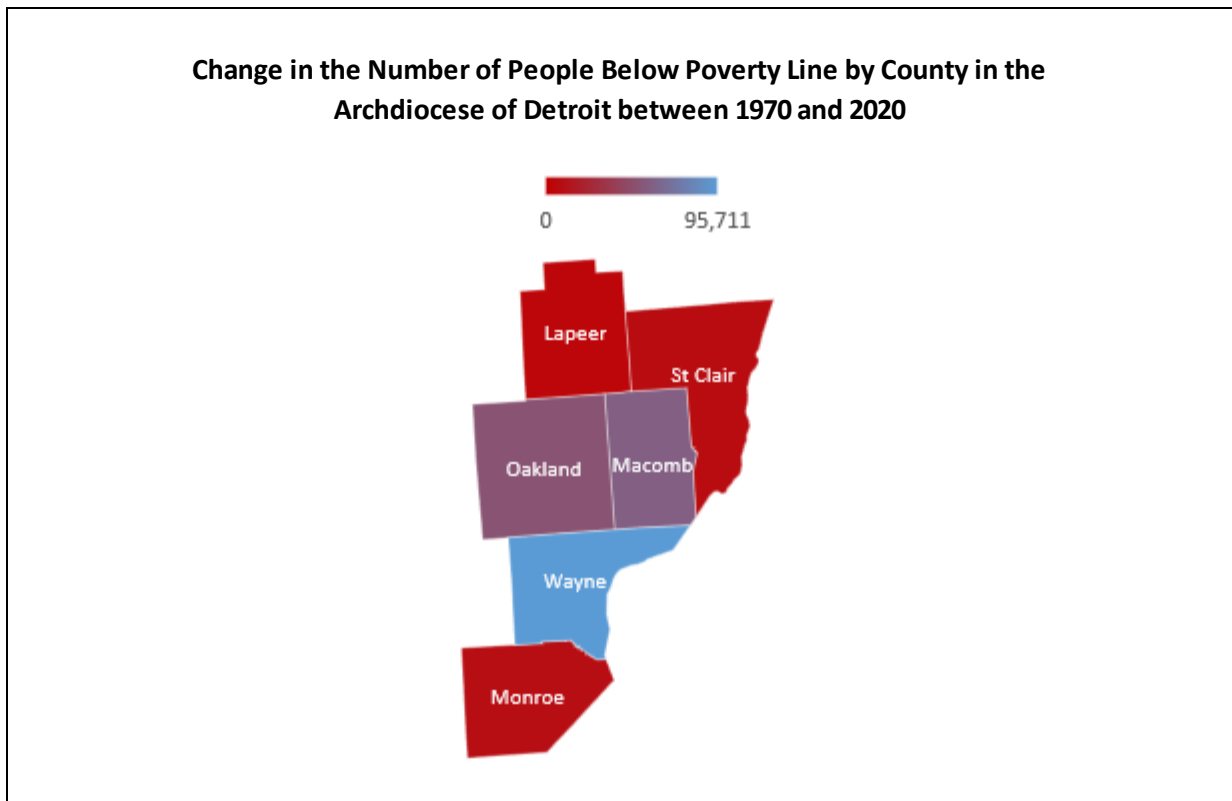 Change in the Number of People Below Poverty Line by County in the
Archdiocese of Detroit between 1970 and 2020
0 95,711
Lapeer
St Clair
Oakland
Macomb
Wayne
Monroe